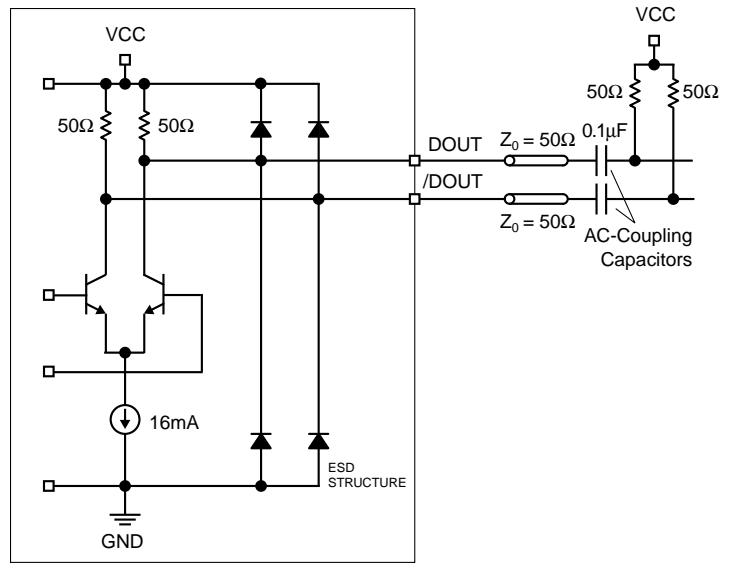 VCC
VCC
50Ω
50Ω
50Ω
50Ω
DOUT
Z0 = 50Ω
0.1µF
/DOUT
Z0 = 50Ω
AC-Coupling
Capacitors
16mA
ESD
STRUCTURE
GND